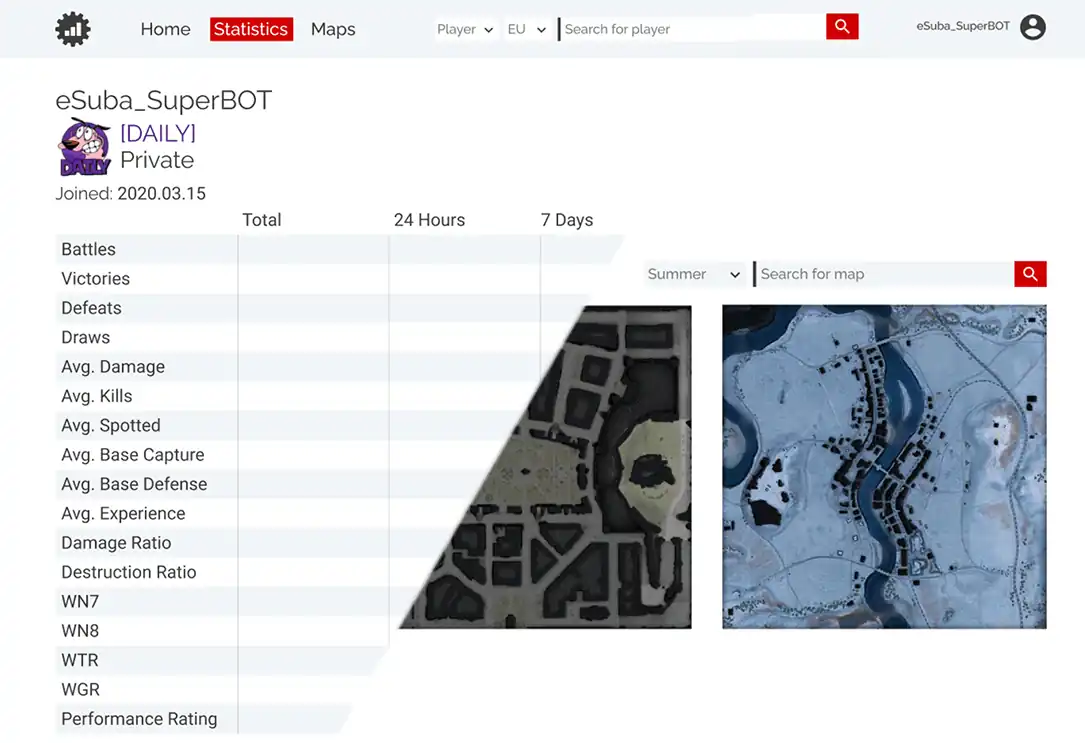 Home Statistics Maps Player EU Search for player eSuba_SuperBOT
eSuba_SuperBOT
[DAILY]
DAILY
Private
Joined: 2020.03.15
Total 24 Hours 7 Days
Battles
Victories
Defeats
Draws
Avg. Damage
Avg. Kills
Avg. Spotted
Avg. Base Capture
Avg. Base Defense
Avg. Experience
Damage Ratio
Destruction Ratio
WN7
WN8
WTR
WGR
Performance Rating
Summer Search for map